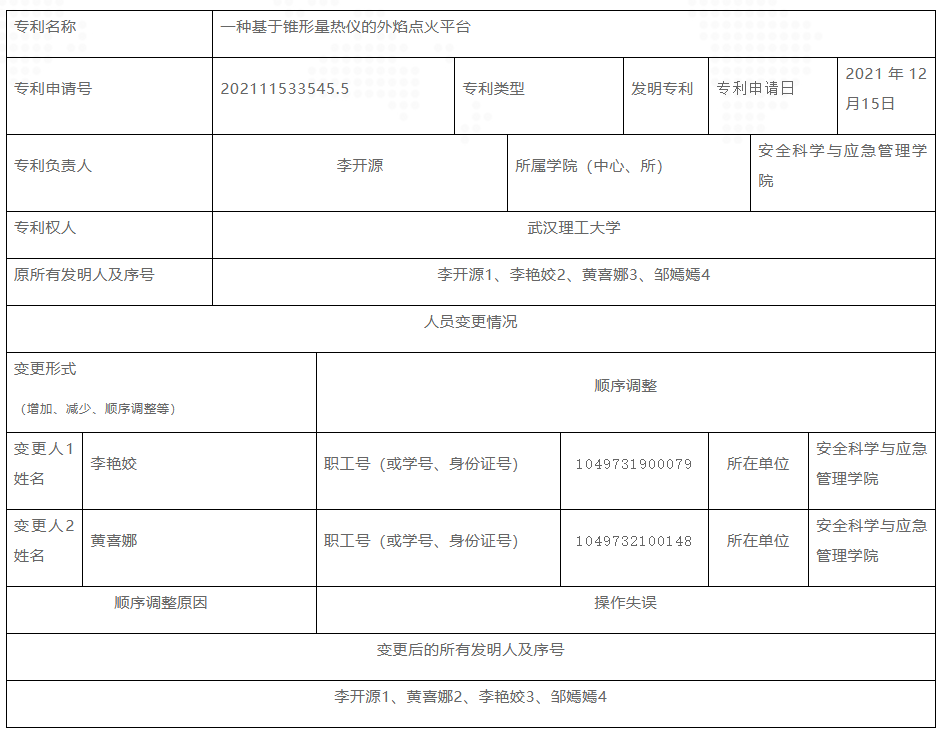 专利名称
一种基于锥形量热仪的外焰点火平台
专利申请号
202111533545.5
专利类型
发明专利
专利申请日
2021 年 12
月15日
专利负责人
李开源
所属学院（中心、所）
安全科学与应急管理学
院
专利权人
武汉理工大学
原所有发明人及序号
李开源1、李艳姣2、黄喜娜3、邹嫣嫣4
人员变更情况
变更形式
（增加、减少、顺序调整等）
顺序调整
变更人1
姓名
李艳姣
职工号（或学号、身份证号）
1049731900079
所在单位
安全科学与应急
管理学院
变更人2
姓名
黄喜娜
职工号（或学号、身份证号）
1049732100148
所在单位
安全科学与应急
管理学院
顺序调整原因
操作失误
变更后的所有发明人及序号
李开源1、黄喜娜2、李艳姣3、邹嫣嫣4